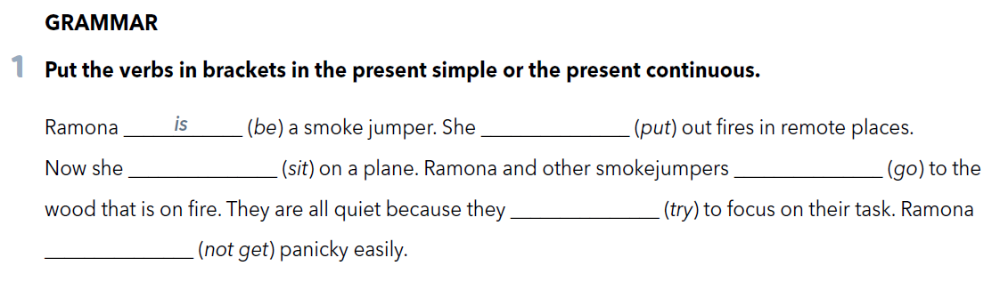 GRAMMAR
1 Put the verbs in brackets in the present simple or the present continuous.
Ramona ____is____ (be) a smoke jumper. She ____________ (put) out fires in remote places.
Now she ____________ (sit) on a plane. Ramona and other smokejumpers ____________ (go) to the
wood that is on fire. They are all quiet because they ____________ (try) to focus on their task. Ramona
____________ (not get) panicky easily.